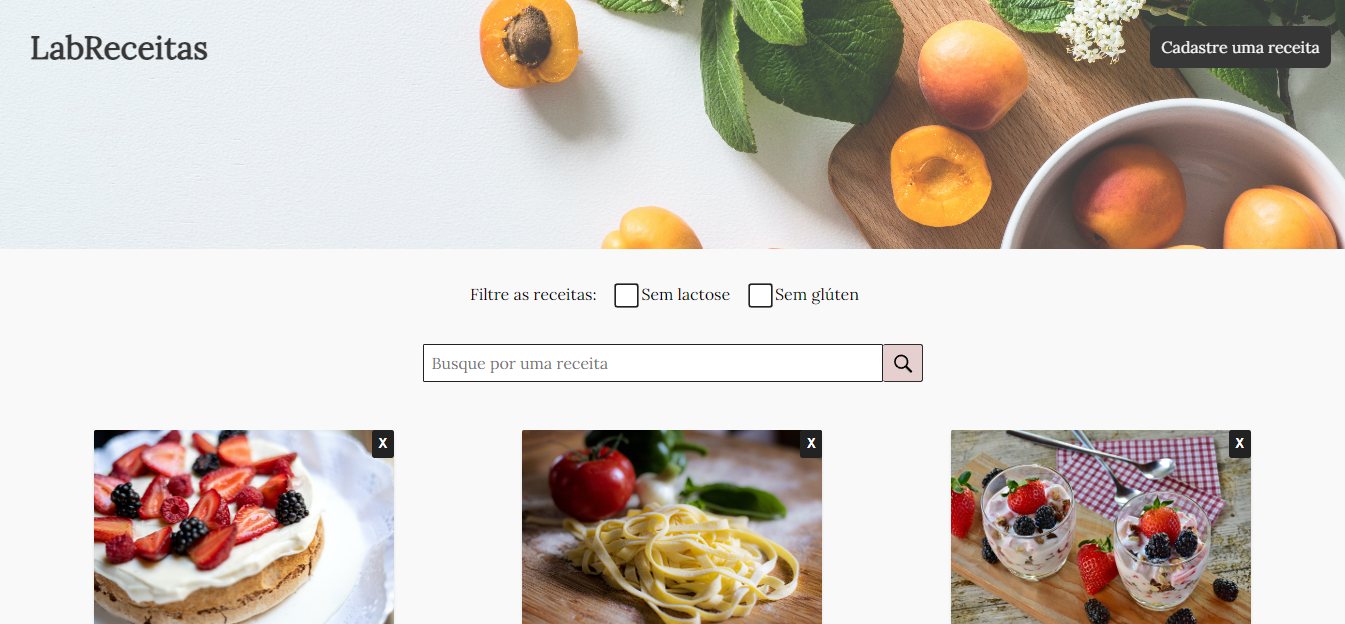 LabReceitas
Cadastre uma receita
Filtre as receitas: Sem lactose Sem glúten
Busque por uma receita
X X X